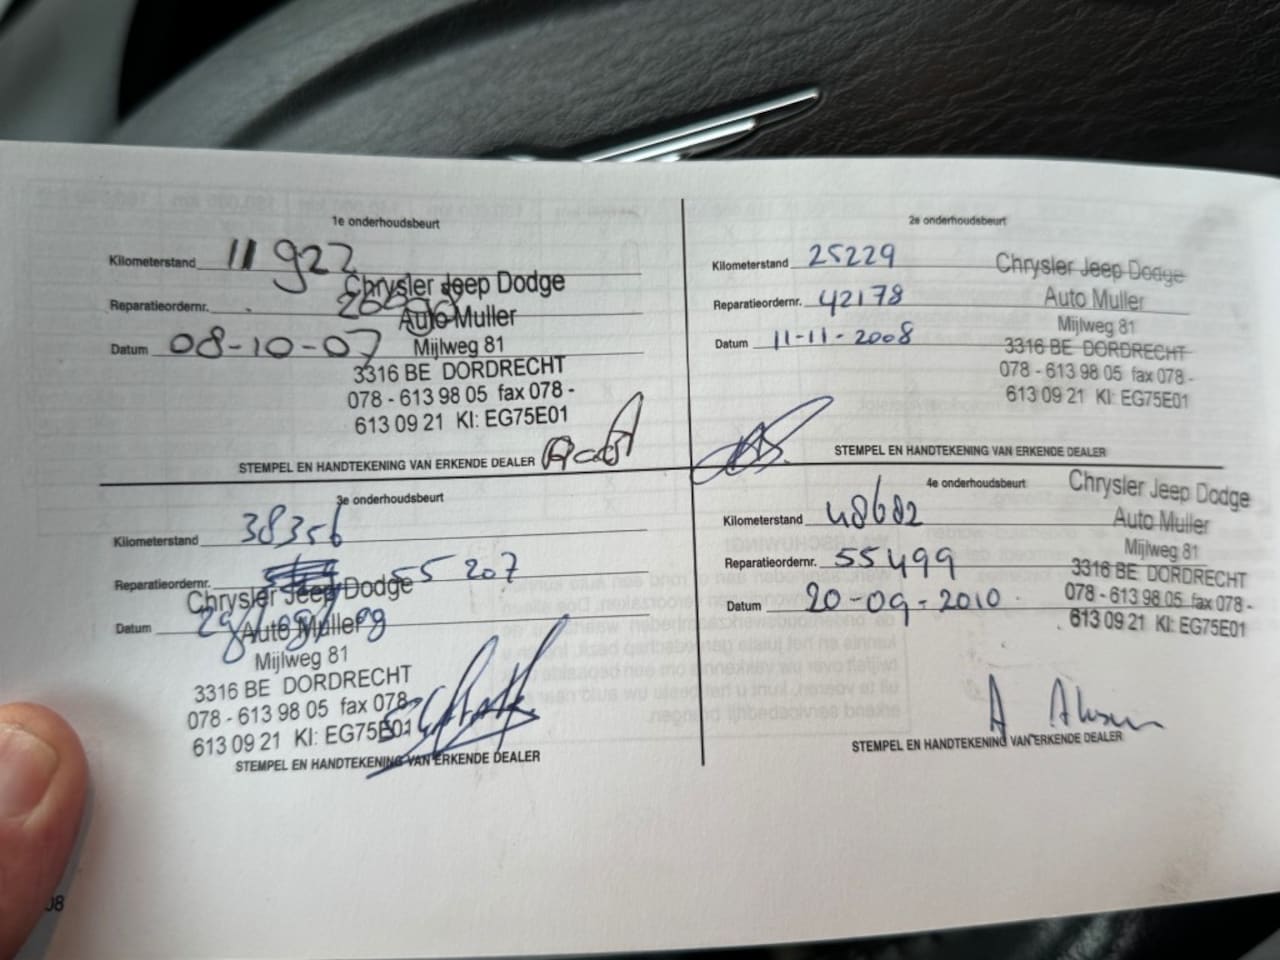 1e onderhoudsbeurt
Kilometerstand 11 922
Reparatieordernr.
Datum 08-10-07
Chrysler Jeep Dodge
Auto Muller
Mijlweg 81
3316 BE DORDRECHT
078 - 613 98 05 fax 078 -
613 09 21 KI: EG75E01
STEMPEL EN HANDTEKENING VAN ERKENDE DEALER
2e onderhoudsbeurt
Kilometerstand 25229
Reparatieordernr. 42178
Datum 11-11-2008
Chrysler Jeep Dodge
Auto Muller
Mijlweg 81
3316 BE DORDRECHT
078 - 613 98 05 fax 078 -
613 09 21 KI: EG75E01
STEMPEL EN HANDTEKENING VAN ERKENDE DEALER
3e onderhoudsbeurt
Kilometerstand 38356
Reparatieordernr. 55207
Datum
Chrysler Jeep Dodge
Auto Muller
Mijlweg 81
3316 BE DORDRECHT
078 - 613 98 05 fax 078-
613 09 21 KI: EG75E01
STEMPEL EN HANDTEKENING VAN ERKENDE DEALER
4e onderhoudsbeurt
Kilometerstand 48682
Reparatieordernr. 55499
Datum 20-09-2010
Chrysler Jeep Dodge
Auto Muller
Mijlweg 81
3316 BE DORDRECHT
078 - 613 98 05 fax 078 -
613 09 21 KI: EG75E01
STEMPEL EN HANDTEKENING VAN ERKENDE DEALER